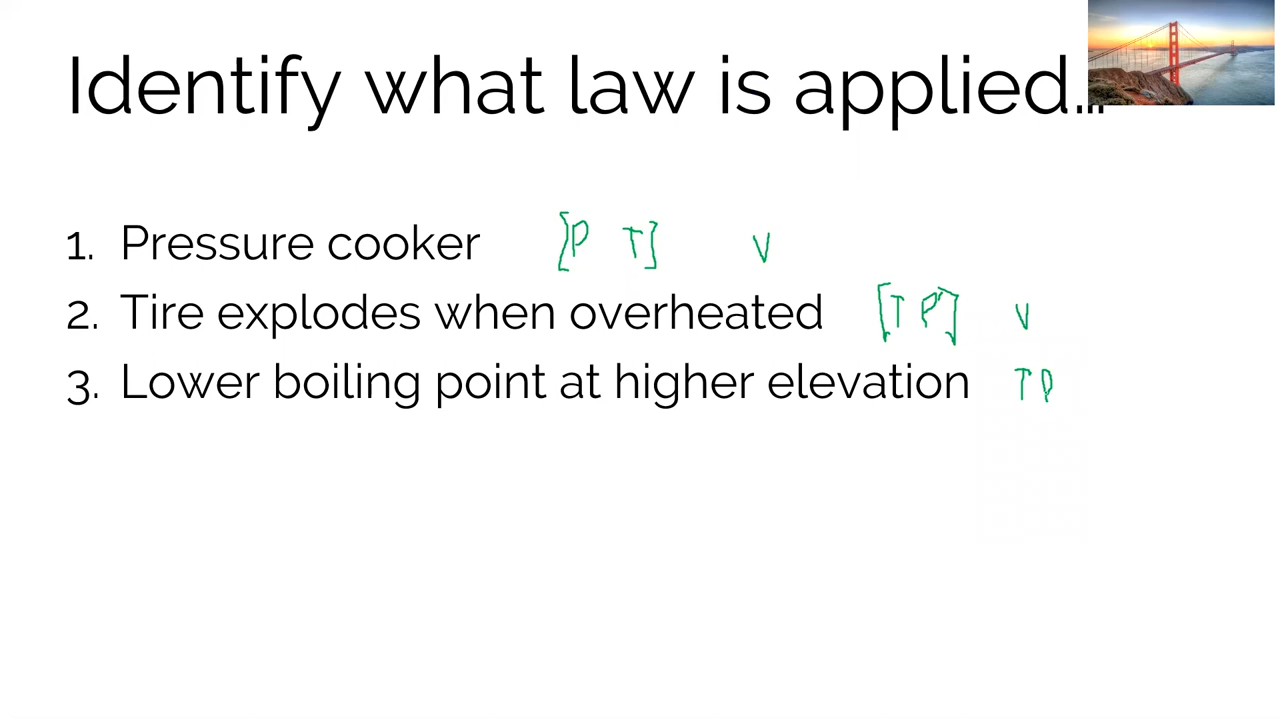 Identify what law is applied...
1. Pressure cooker [P T] V
2. Tire explodes when overheated [T P] V
3. Lower boiling point at higher elevation T P